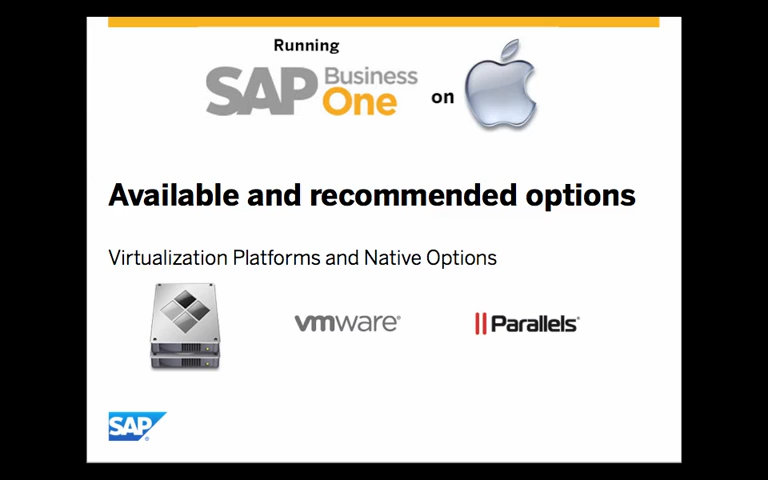 Running
SAP Business One on
Available and recommended options
Virtualization Platforms and Native Options
vmware®
Parallels®
SAP®